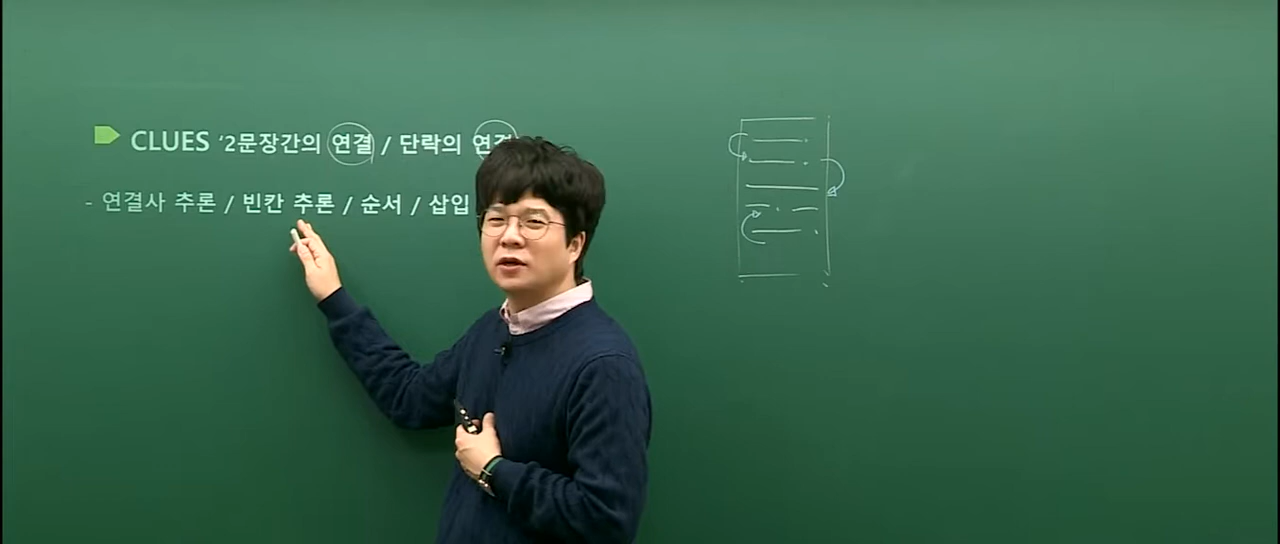 CLUES ‘2문장간의 연결 / 단락의 연결
- 연결사 추론 / 빈칸 추론 / 순서 / 삽입